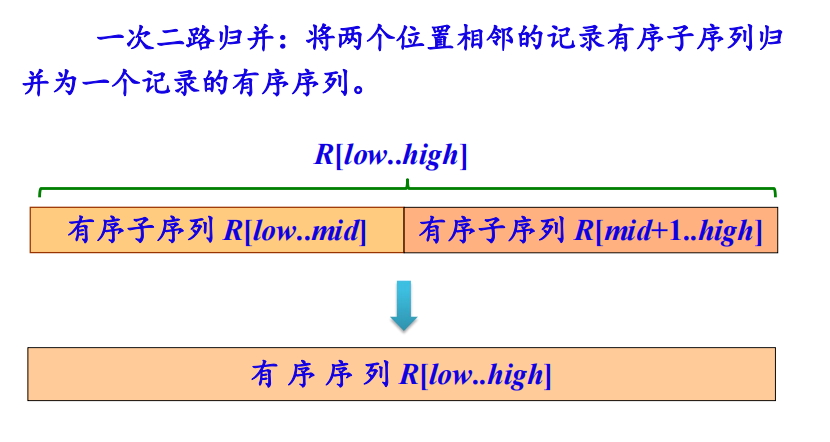 一次二路归并：将两个位置相邻的记录有序子序列归
并为一个记录的有序序列。
R[low..high]
有序子序列 R[low..mid] 有序子序列 R[mid+1..high]
有 序 序 列 R[low..high]